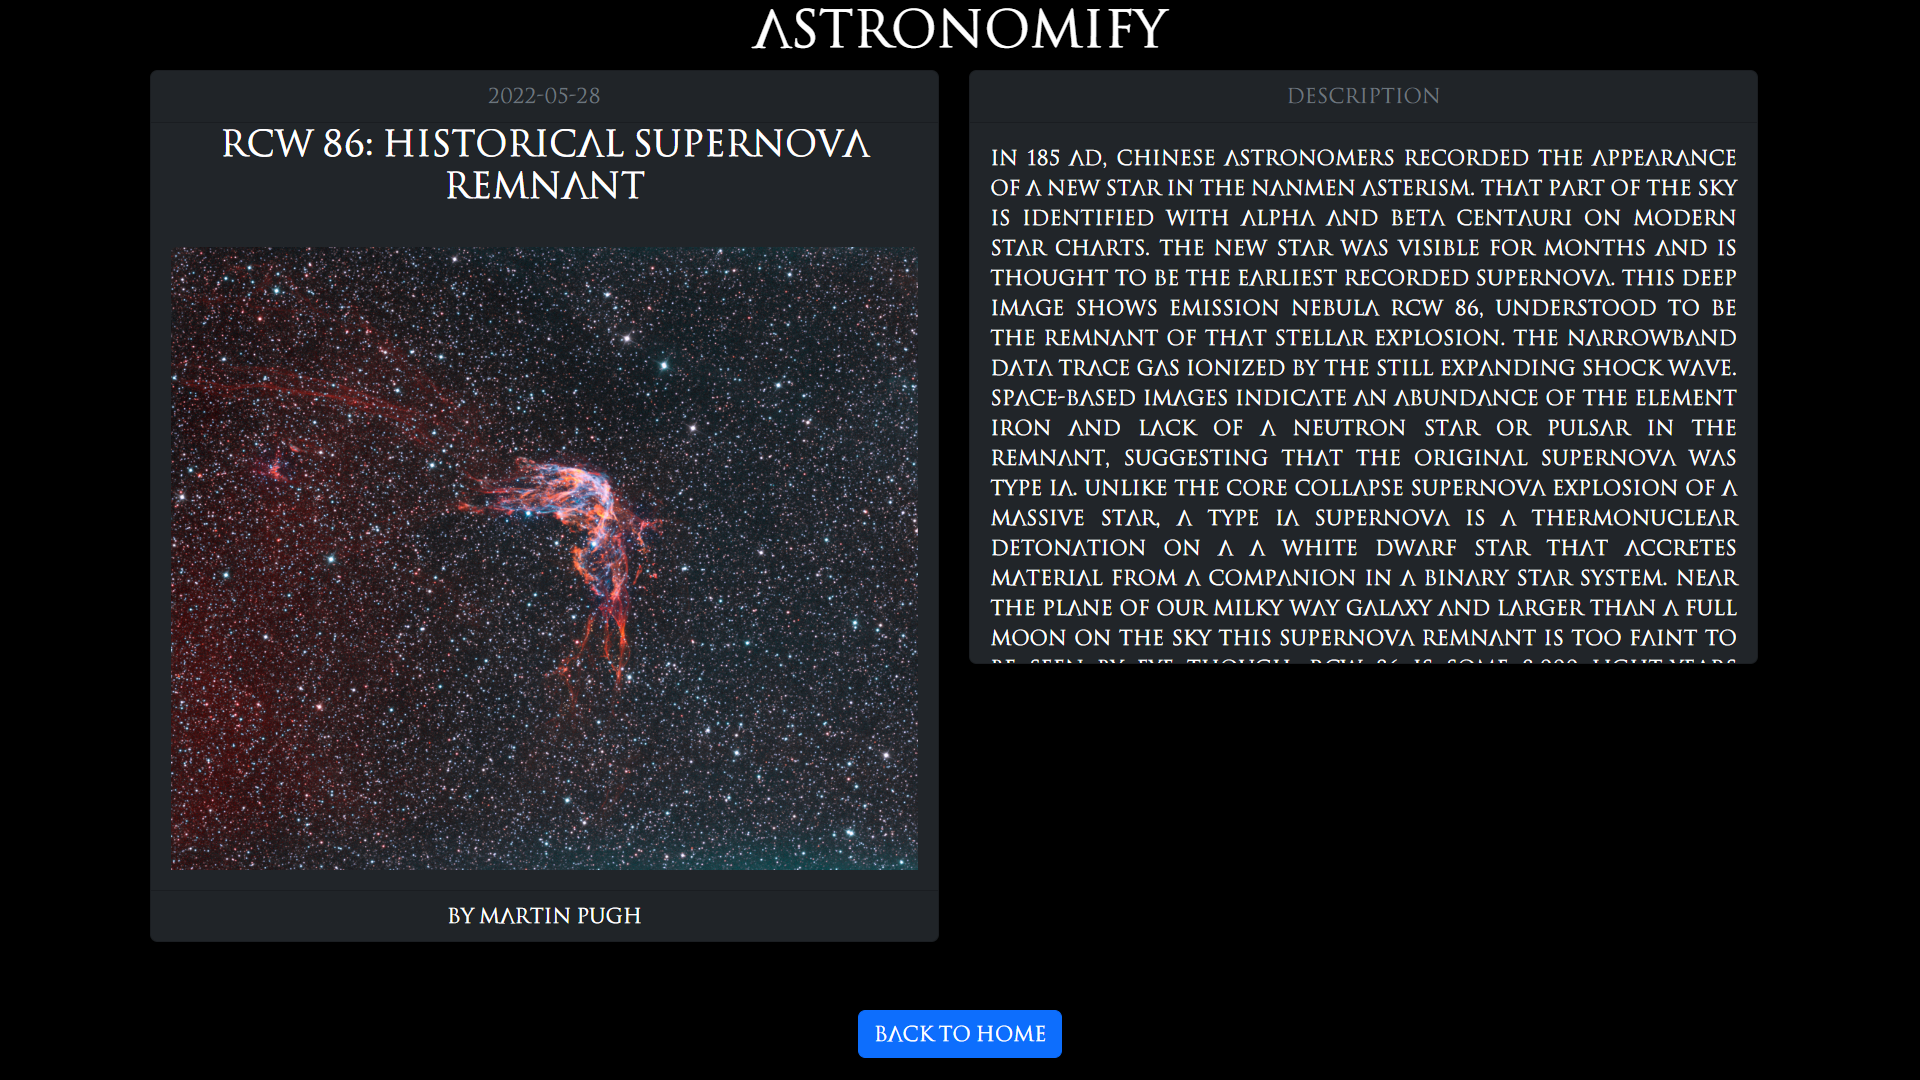 ASTRONOMIFY
2022-05-28
RCW 86: HISTORICAL SUPERNOVA
REMNANT
BY MARTIN PUGH
DESCRIPTION
IN 185 AD, CHINESE ASTRONOMERS RECORDED THE APPEARANCE
OF A NEW STAR IN THE NANMEN ASTERISM. THAT PART OF THE SKY
IS IDENTIFIED WITH ALPHA AND BETA CENTAURI ON MODERN
STAR CHARTS. THE NEW STAR WAS VISIBLE FOR MONTHS AND IS
THOUGHT TO BE THE EARLIEST RECORDED SUPERNOVA. THIS DEEP
IMAGE SHOWS EMISSION NEBULA RCW 86, UNDERSTOOD TO BE
THE REMNANT OF THAT STELLAR EXPLOSION. THE NARROWBAND
DATA TRACE GAS IONIZED BY THE STILL EXPANDING SHOCK WAVE.
SPACE-BASED IMAGES INDICATE AN ABUNDANCE OF THE ELEMENT
IRON AND LACK OF A NEUTRON STAR OR PULSAR IN THE
REMNANT, SUGGESTING THAT THE ORIGINAL SUPERNOVA WAS
TYPE IA. UNLIKE THE CORE COLLAPSE SUPERNOVA EXPLOSION OF A
MASSIVE STAR, A TYPE IA SUPERNOVA IS A THERMONUCLEAR
DETONATION ON A A WHITE DWARF STAR THAT ACCRETES
MATERIAL FROM A COMPANION IN A BINARY STAR SYSTEM. NEAR
THE PLANE OF OUR MILKY WAY GALAXY AND LARGER THAN A FULL
MOON ON THE SKY THIS SUPERNOVA REMNANT IS TOO FAINT TO
BACK TO HOME